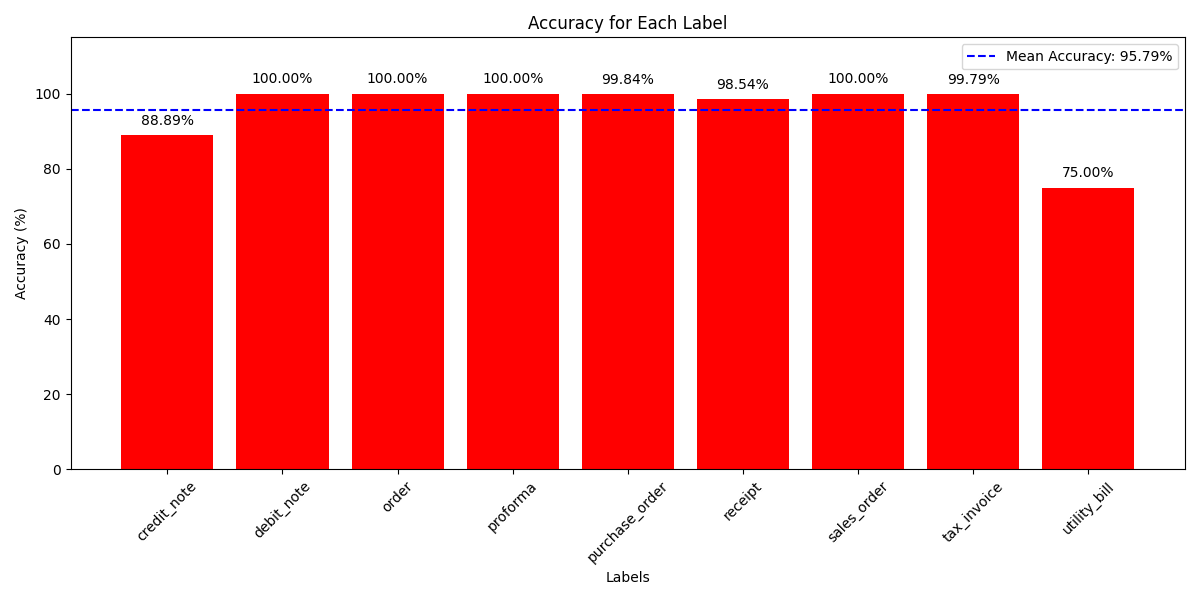 Accuracy for Each Label
Mean Accuracy: 95.79%
88.89%
100.00%
100.00%
100.00%
99.84%
98.54%
100.00%
99.79%
75.00%
Accuracy (%)
100
80
60
40
20
0
credit_note
debit_note
order
proforma
purchase_order
receipt
sales_order
tax_invoice
utility_bill
Labels